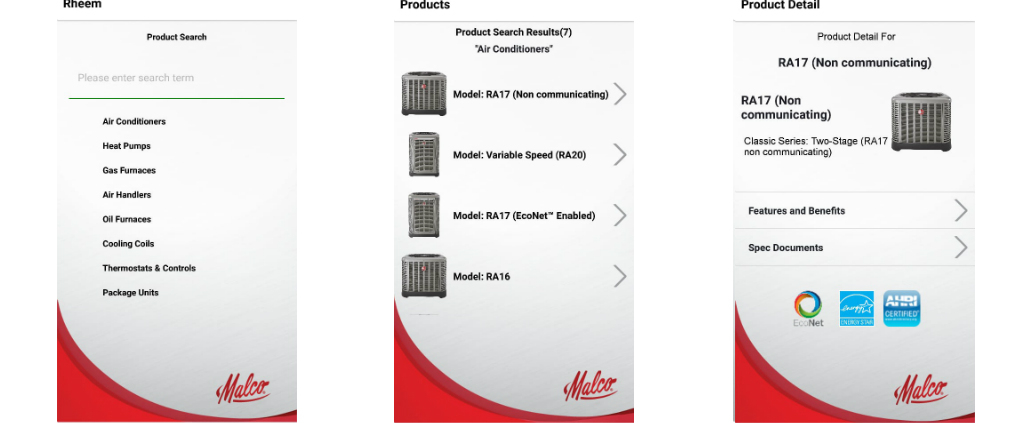 Rheem
Product Search
Please enter search term
Air Conditioners
Heat Pumps
Gas Furnaces
Air Handlers
Oil Furnaces
Cooling Coils
Thermostats & Controls
Package Units
Malco
Products
Product Search Results(7)
"Air Conditioners"
Model: RA17 (Non communicating)
Model: Variable Speed (RA20)
Model: RA17 (EcoNet™ Enabled)
Model: RA16
Malco
Product Detail
Product Detail For
RA17 (Non communicating)
RA17 (Non
communicating)
Classic Series: Two-Stage (RA17
non communicating)
Features and Benefits
Spec Documents
EcoNet
energy
ENERGY STAR
AHRI
CERTIFIED
Malco